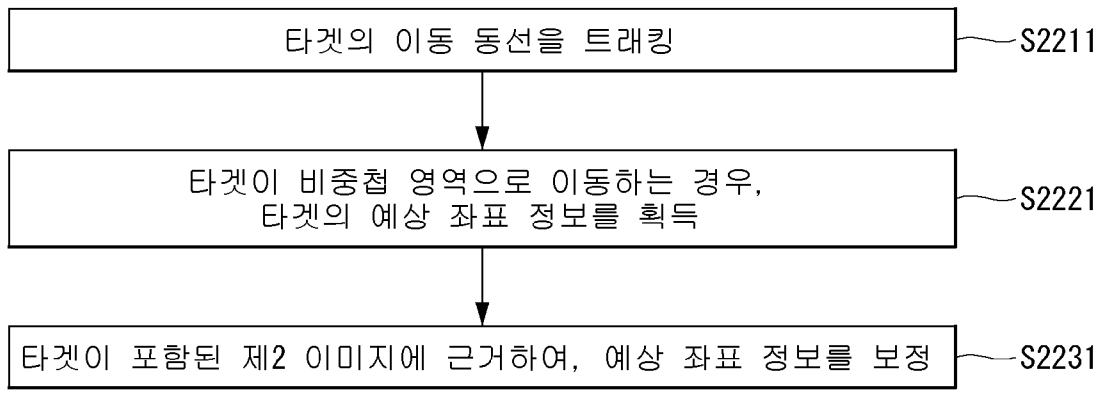 타겟의 이동 동선을 트래킹
S2211
타겟이 비중첩 영역으로 이동하는 경우,
타겟의 예상 좌표 정보를 획득
S2221
타겟이 포함된 제2 이미지에 근거하여, 예상 좌표 정보를 보정
S2231